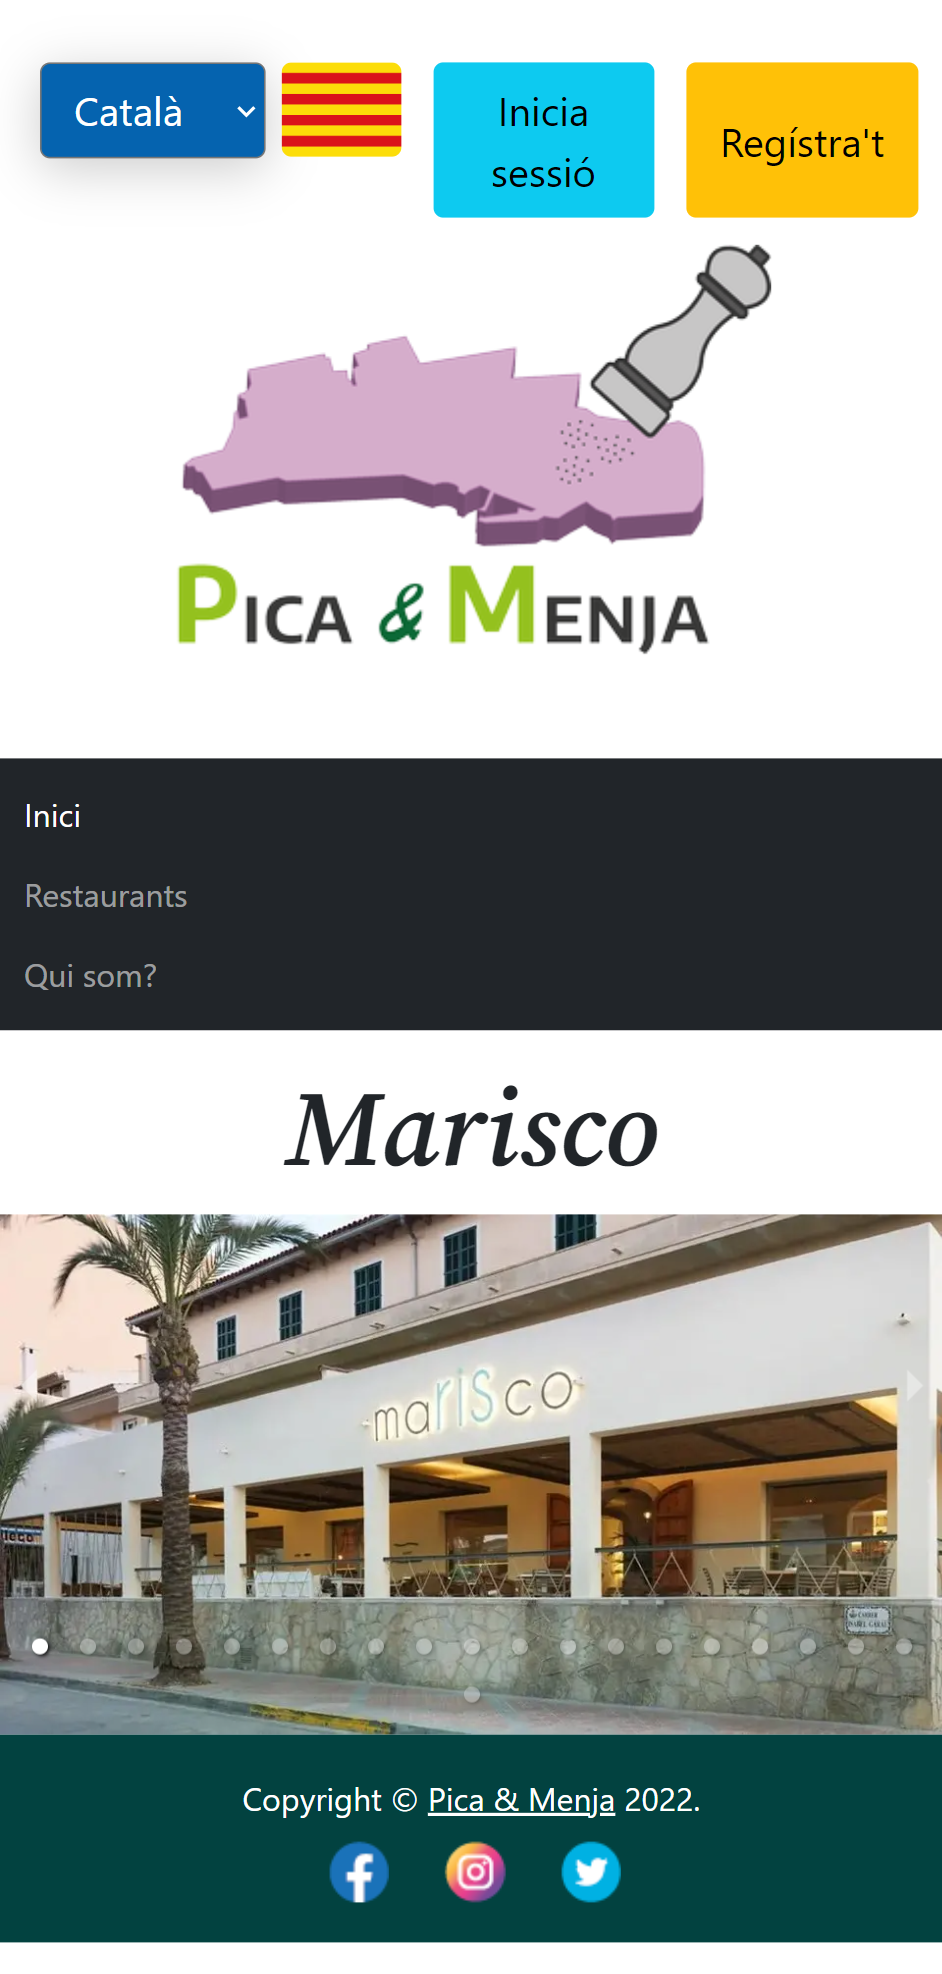 Català
Inicia
sessió
Regístra't
Pica & Menja
Inici
Restaurants
Qui som?
Marisco
marisco
Copyright © Pica & Menja 2022.